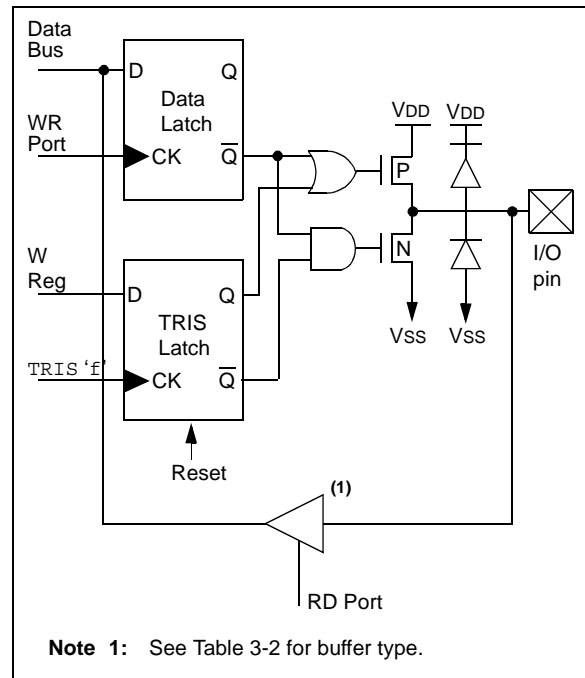 Data
Bus
D
Q
Data
Latch
WR
Port
CK
Q
VDD
VDD
P
N
I/O
pin
W
Reg
D
Q
TRIS
Latch
VSS
VSS
TRIS ‘f’
CK
Q
Reset
(1)
RD Port
Note 1: See Table 3-2 for buffer type.